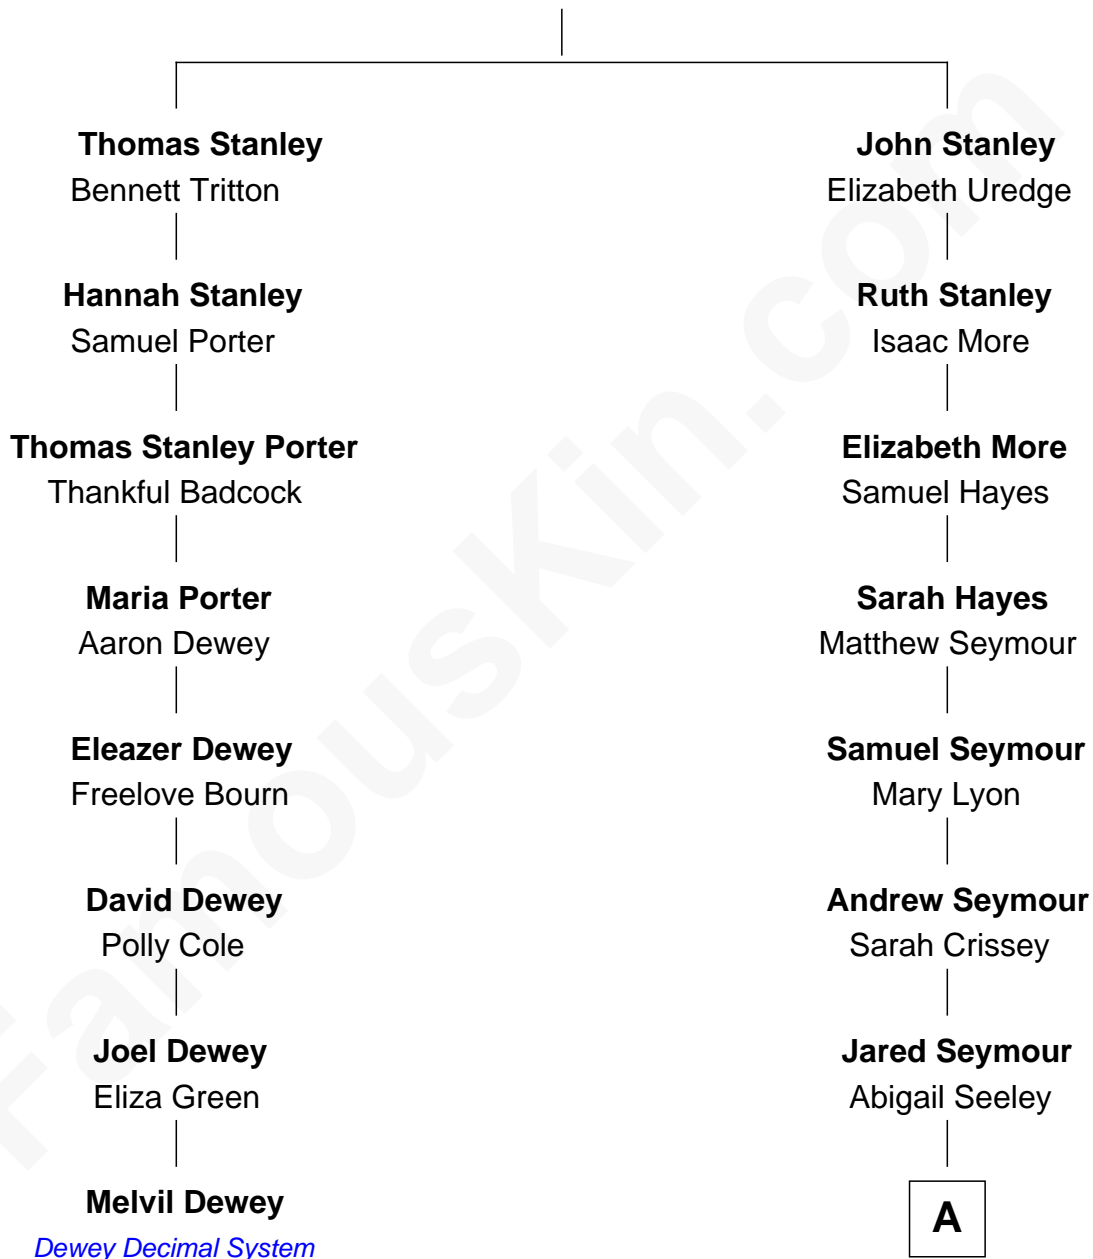 Thomas Stanley
Bennett Tritton
Hannah Stanley
Samuel Porter
Thomas Stanley Porter
Thankful Badcock
Maria Porter
Aaron Dewey
Eleazer Dewey
Freelove Bourn
David Dewey
Polly Cole
Joel Dewey
Eliza Green
Melvil Dewey
Dewey Decimal System
John Stanley
Elizabeth Uredge
Ruth Stanley
Isaac More
Elizabeth More
Samuel Hayes
Sarah Hayes
Matthew Seymour
Samuel Seymour
Mary Lyon
Andrew Seymour
Sarah Crissey
Jared Seymour
Abigail Seeley
A
FamousKin.com